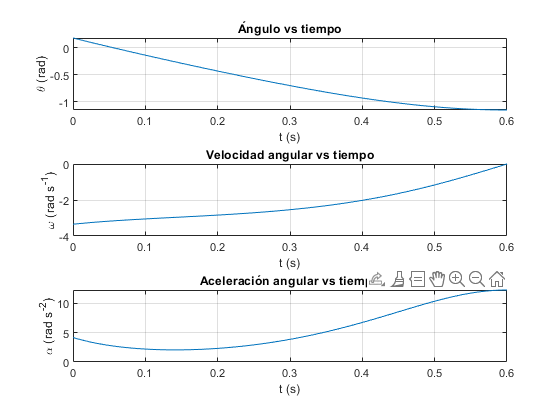 Ángulo vs tiempo
0
-0.5
-1
θ (rad)
0 0.1 0.2 0.3 0.4 0.5 0.6
t (s)
Velocidad angular vs tiempo
0
-2
-4
ω (rad s⁻¹)
0 0.1 0.2 0.3 0.4 0.5 0.6
t (s)
Aceleración angular vs
10
5
0
α (rad s⁻²)
0 0.1 0.2 0.3 0.4 0.5 0.6
t (s)